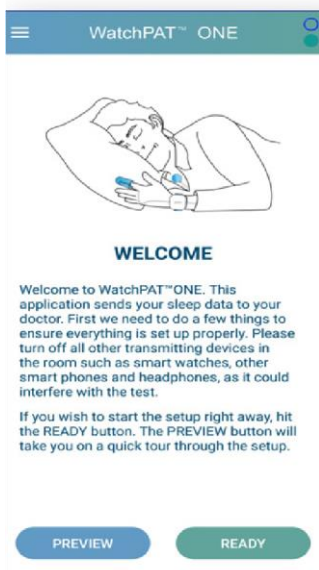 WatchPAT™ ONE
WELCOME
Welcome to WatchPAT™ONE. This
application sends your sleep data to your
doctor. First we need to do a few things to
ensure everything is set up properly. Please
turn off all other transmitting devices in
the room such as smart watches, other
smart phones and headphones, as it could
interfere with the test.
If you wish to start the setup right away, hit
the READY button. The PREVIEW button will
take you on a quick tour through the setup.
PREVIEW READY